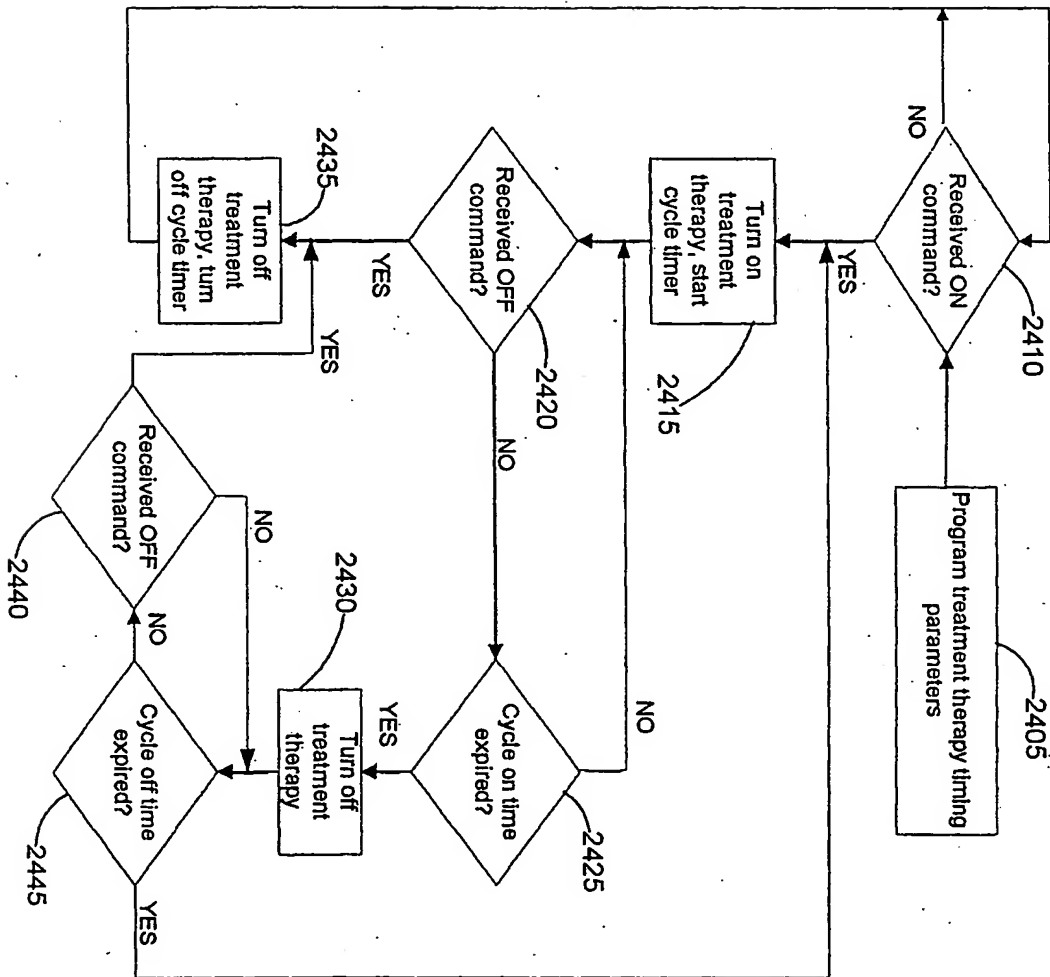 Program treatment therapy timing
parameters
2405
Received ON
command?
2410
NO
YES
Turn on
treatment
therapy, start
cycle timer
2415
Received OFF
command?
2420
NO
YES
Cycle on time
expired?
2425
NO
YES
Turn off
treatment
therapy
2430
Turn off
treatment
therapy, turn
off cycle timer
2435
Cycle off time
expired?
2445
YES
NO
Received OFF
command?
2440
NO
YES